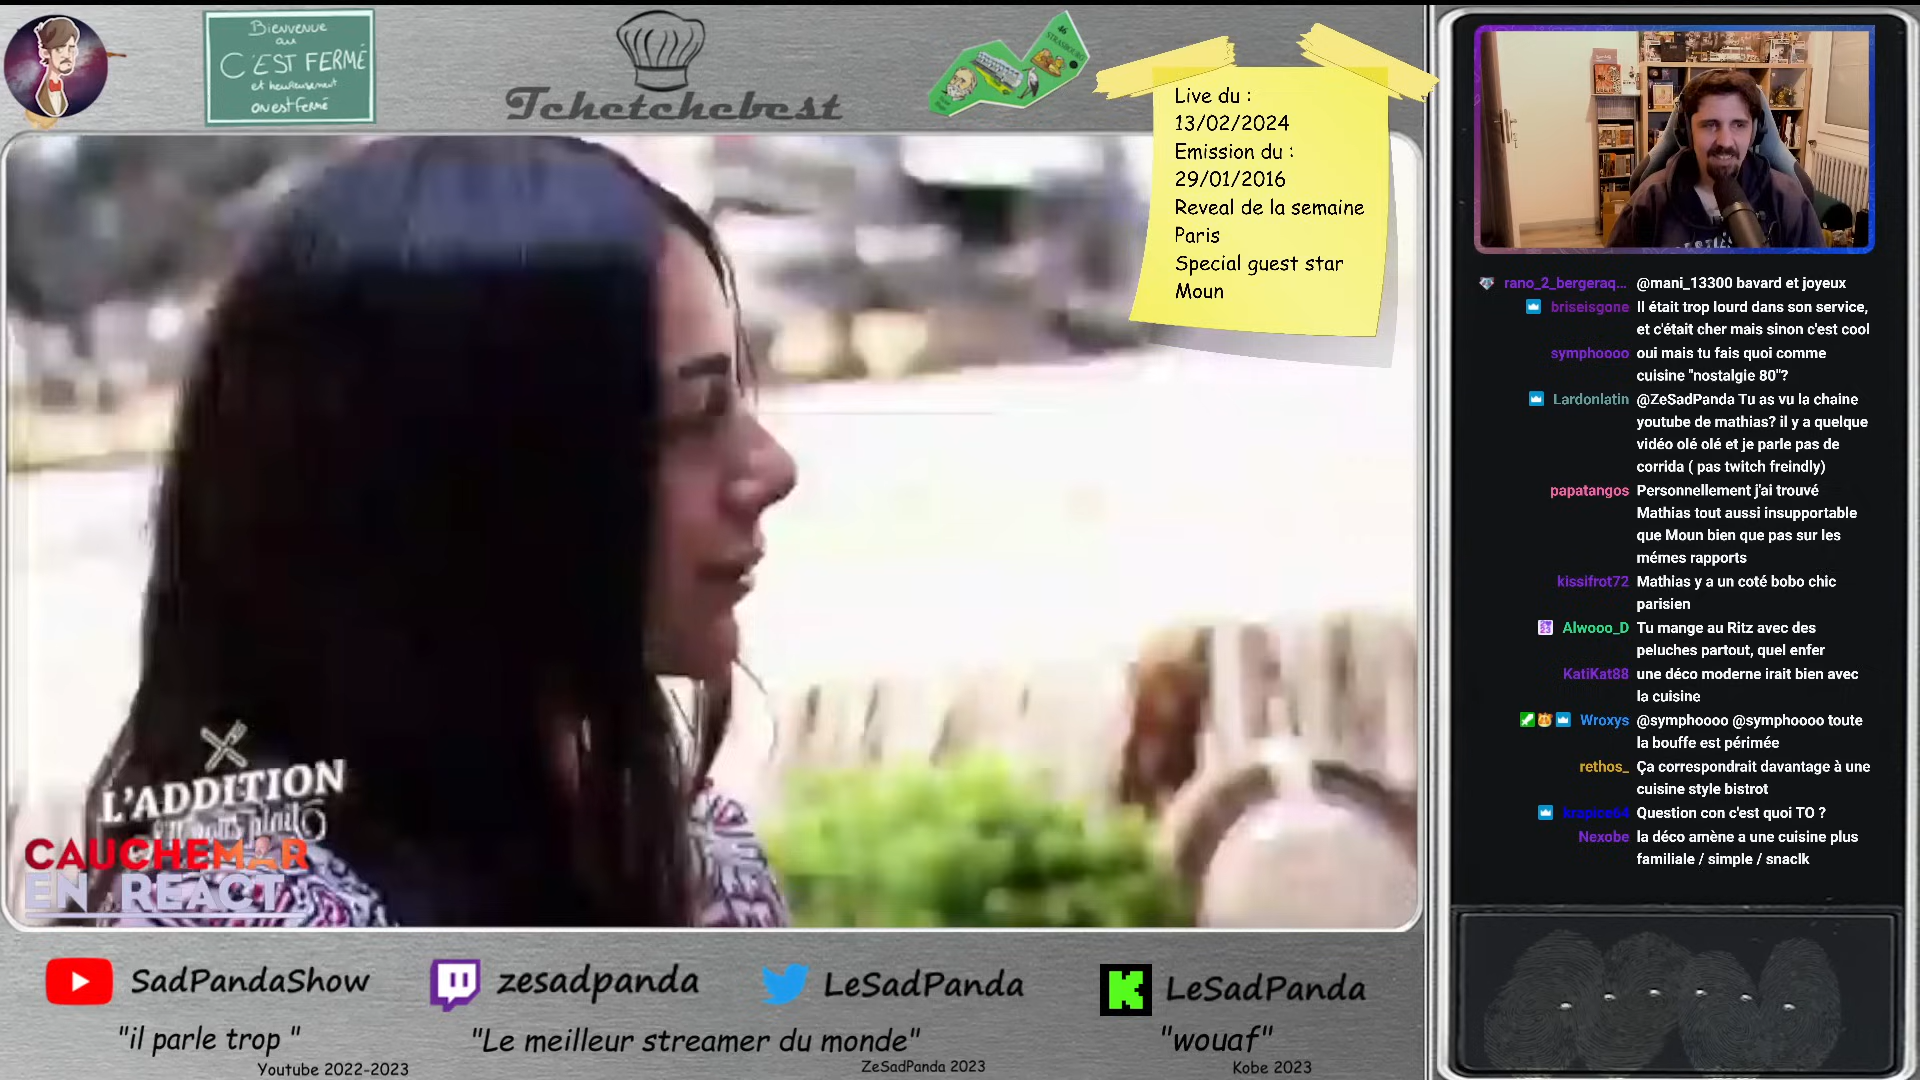 Bienvenue
au
C'EST FERMÉ
et heureusement
on est fermé
Tchetchebest
46
STRASBOURG
Live du :
13/02/2024
Emission du :
29/01/2016
Reveal de la semaine
Paris
Special guest star
Moun
L'ADDITION
CAUCHEMAR
EN REACT
rano_2_bergeraq... @mani_13300 bavard et joyeux
briseisgone Il était trop lourd dans son service,
et c'était cher mais sinon c'est cool
symphoooo oui mais tu fais quoi comme
cuisine "nostalgie 80"?
Lardonlatin @ZeSadPanda Tu as vu la chaine
youtube de mathias? il y a quelque
vidéo olé olé et je parle pas de
corrida ( pas twitch freindly)
papatangos Personnellement j'ai trouvé
Mathias tout aussi insupportable
que Moun bien que pas sur les
mémes rapports
kissifrot72 Mathias y a un coté bobo chic
parisien
Alwooo_D Tu mange au Ritz avec des
peluches partout, quel enfer
KatiKat88 une déco moderne irait bien avec
la cuisine
Wroxys @symphoooo @symphoooo toute
la bouffe est périmée
rethos_ Ça correspondrait davantage à une
cuisine style bistrot
Question con c'est quoi TO ?
Nexobe la déco amène a une cuisine plus
familiale / simple / snaclk
SadPandaShow
zesadpanda
LeSadPanda
LeSadPanda
"il parle trop "
Youtube 2022-2023
"Le meilleur streamer du monde"
ZeSadPanda 2023
"wouaf"
Kobe 2023